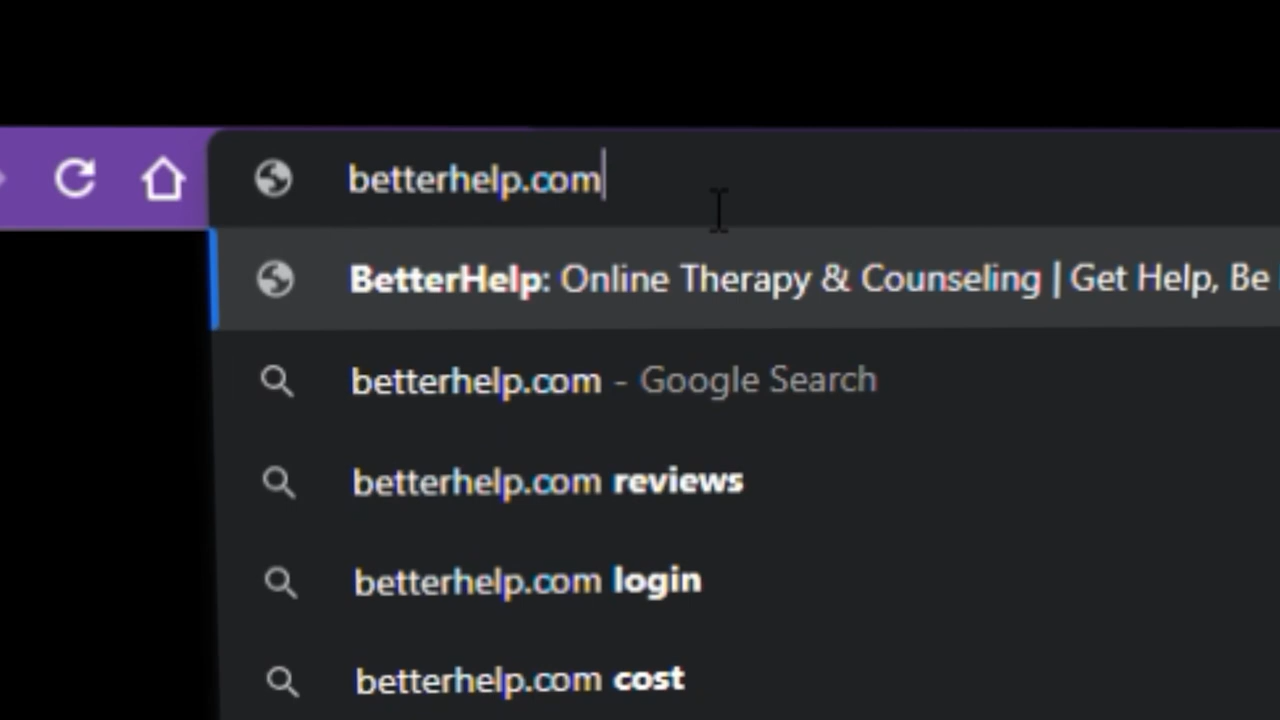 betterhelp.com
BetterHelp: Online Therapy & Counseling | Get Help, Be
betterhelp.com - Google Search
betterhelp.com reviews
betterhelp.com login
betterhelp.com cost